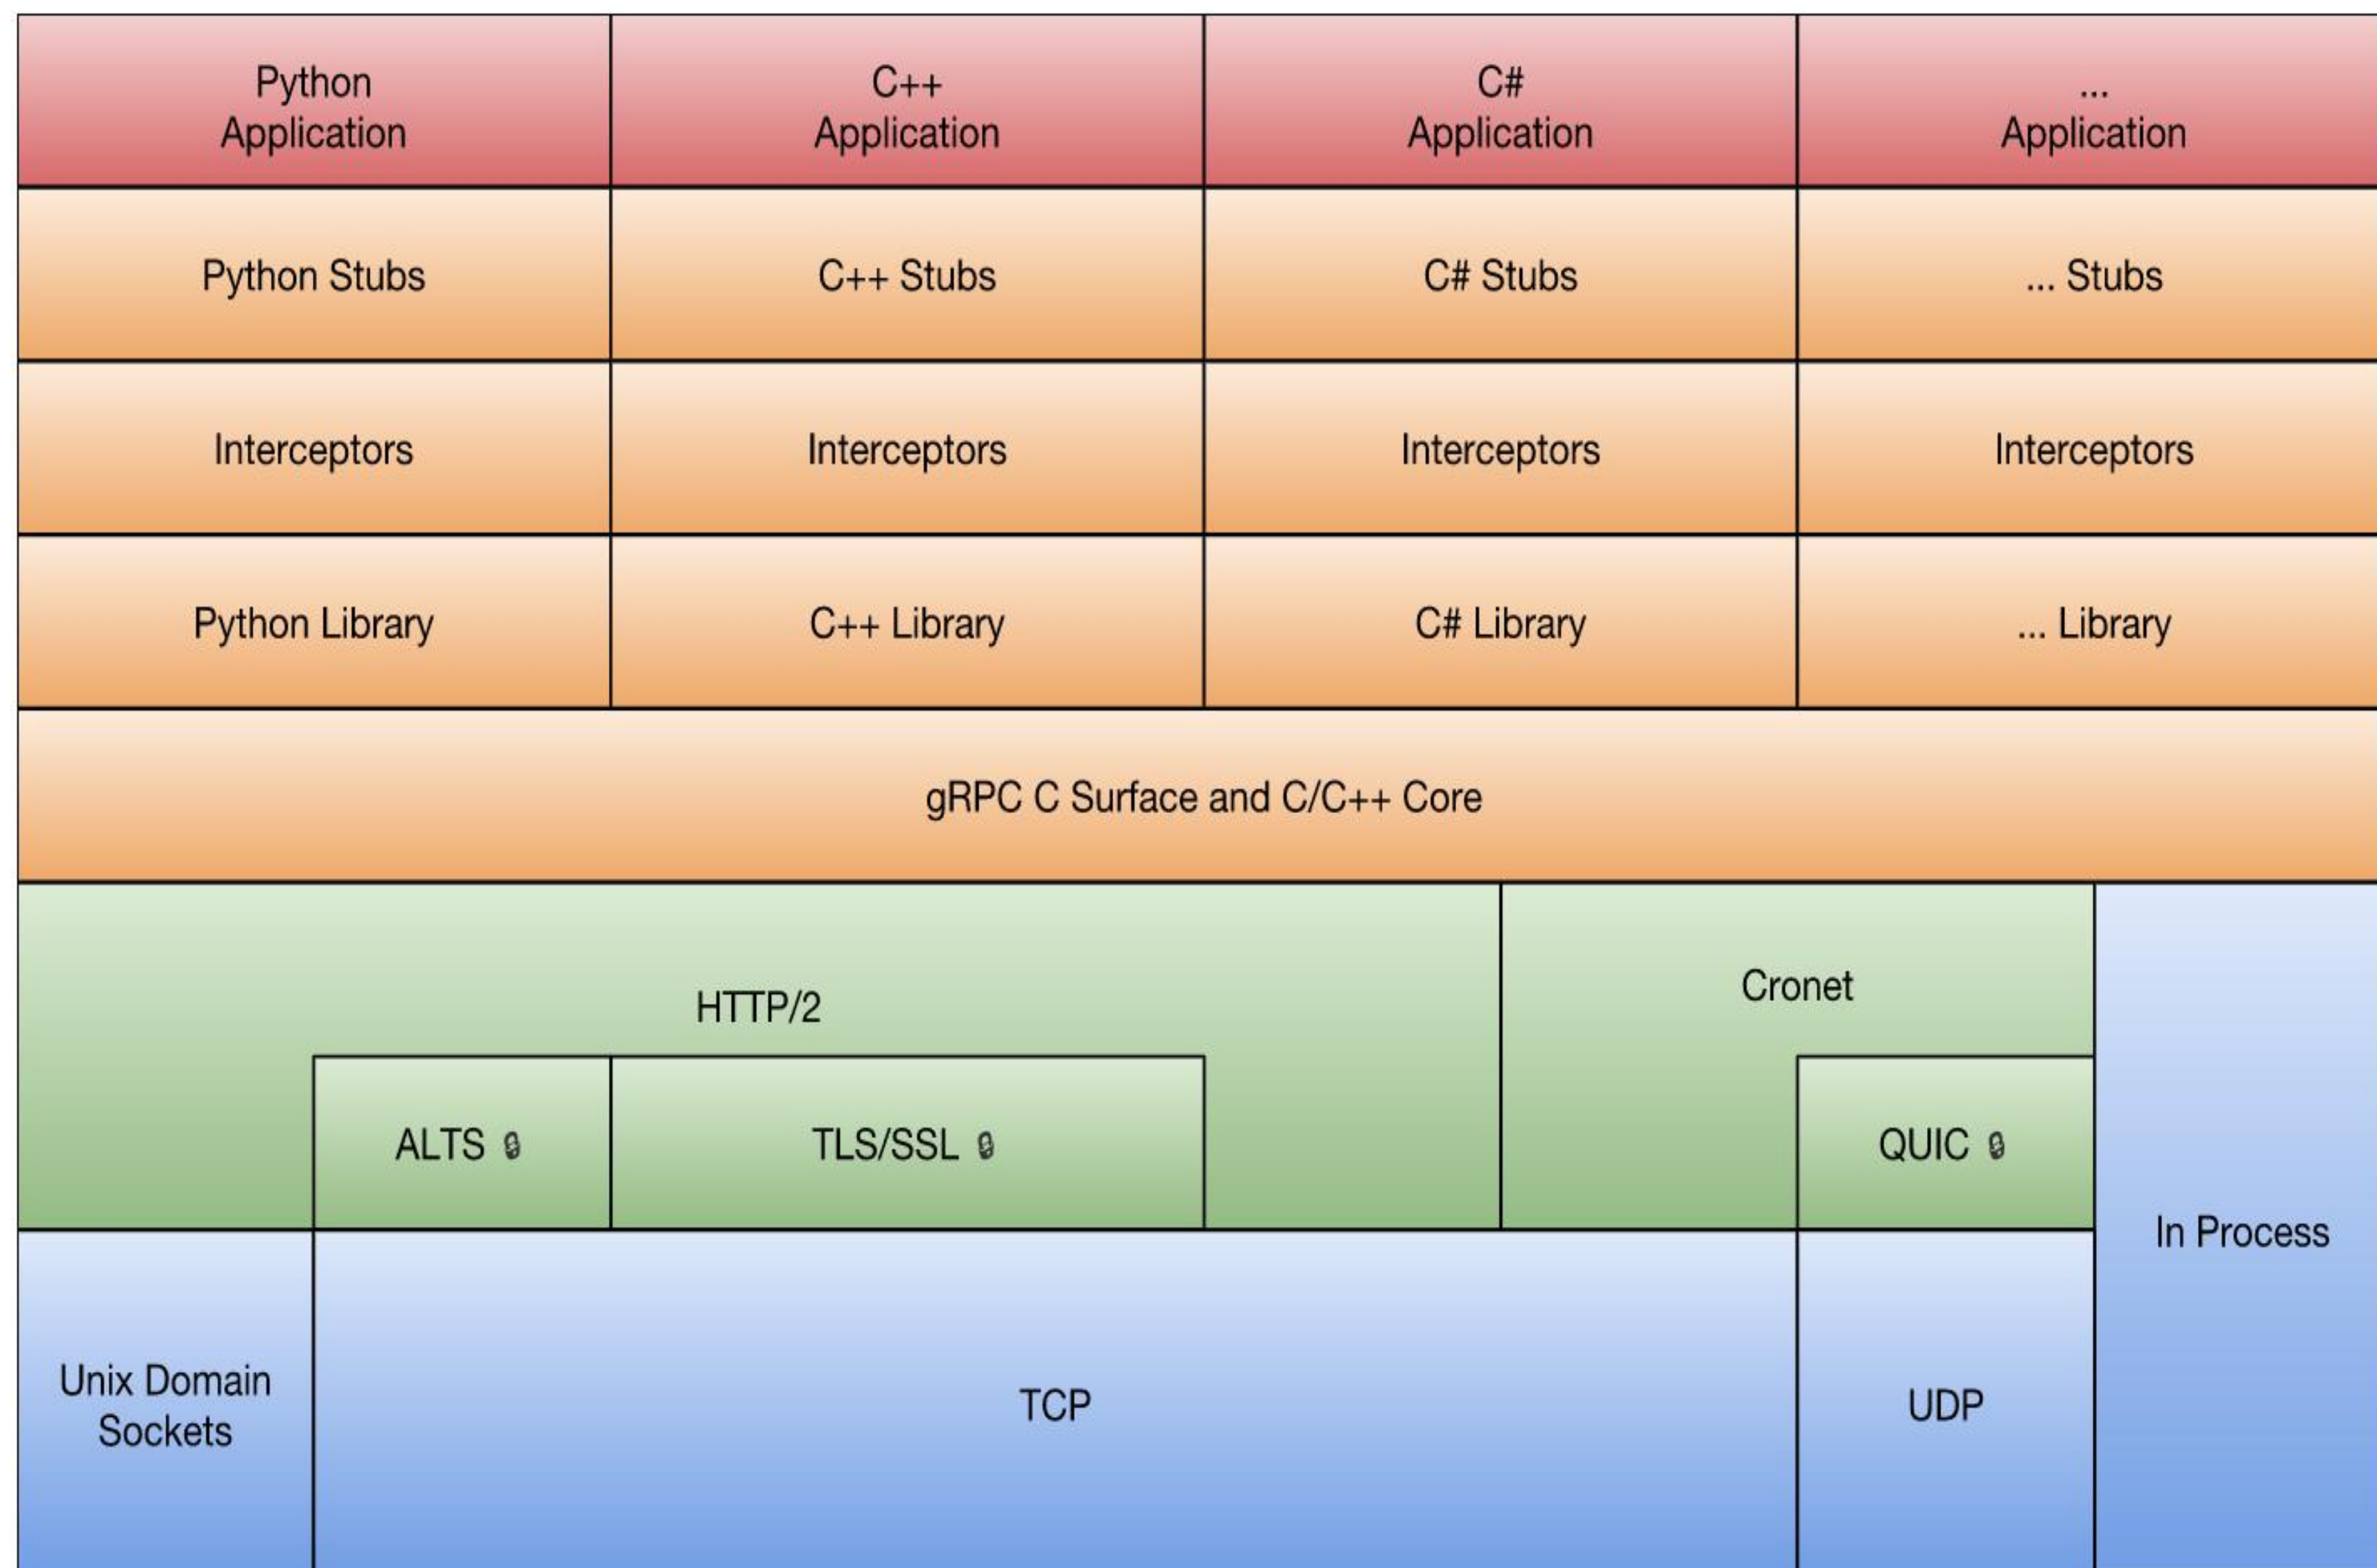 Python
Application
C++
Application
C#
Application
...
Application
Python Stubs
C++ Stubs
C# Stubs
... Stubs
Interceptors
Interceptors
Interceptors
Interceptors
Python Library
C++ Library
C# Library
... Library
gRPC C Surface and C/C++ Core
HTTP/2
Cronet
ALTS 🔒
TLS/SSL 🔒
QUIC 🔒
In Process
Unix Domain
Sockets
TCP
UDP